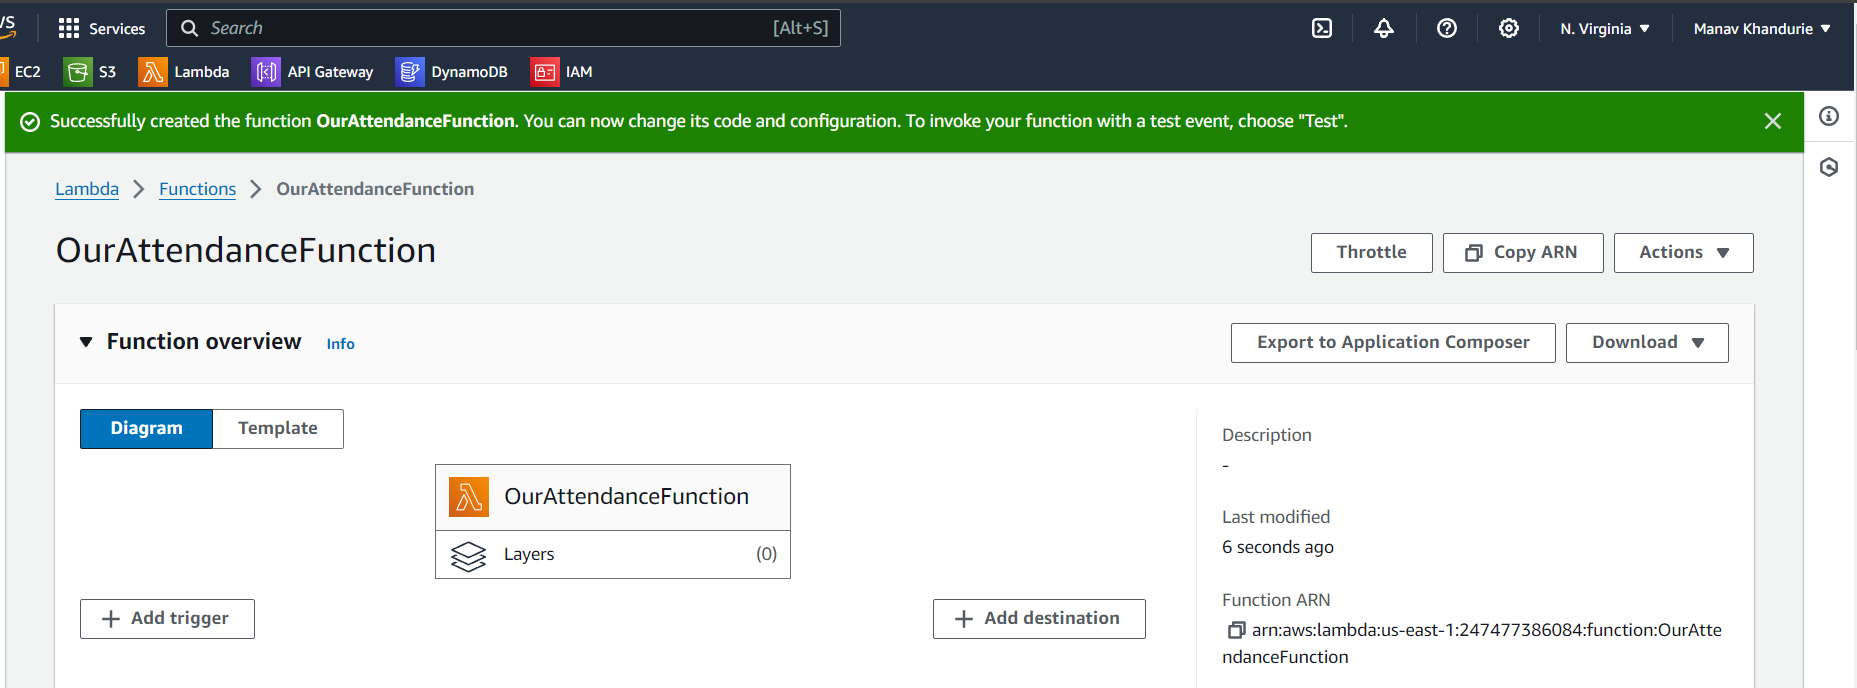 Services Search [Alt+S] N. Virginia Manav Khandurie
EC2 S3 Lambda API Gateway DynamoDB IAM
Successfully created the function OurAttendanceFunction. You can now change its code and configuration. To invoke your function with a test event, choose "Test".
Lambda Functions OurAttendanceFunction
OurAttendanceFunction
Throttle Copy ARN Actions
Function overview Info
Export to Application Composer Download
Diagram Template
OurAttendanceFunction
Layers (0)
Add trigger
Add destination
Description
-
Last modified
6 seconds ago
Function ARN
arn:aws:lambda:us-east-1:247477386084:function:OurAtte
ndanceFunction